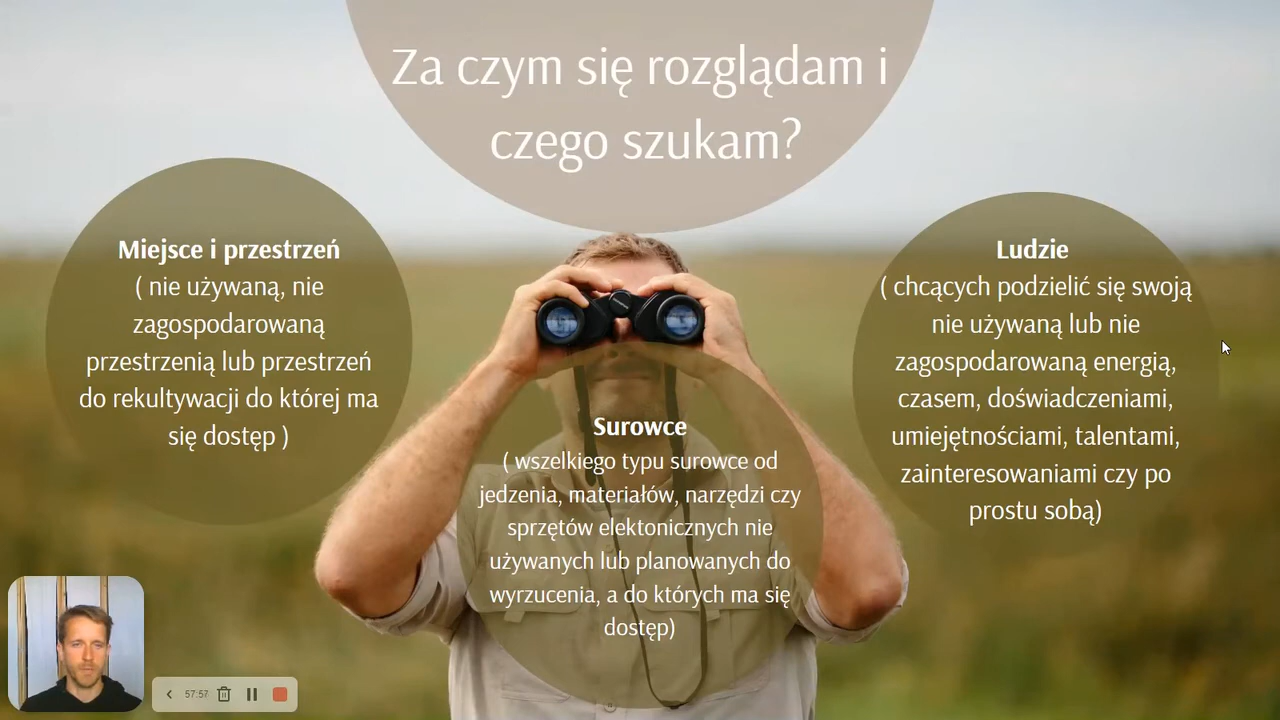 Za czym się rozglądam i
czego szukam?
Miejsce i przestrzeń
( nie używaną, nie
zagospodarowaną
przestrzenią lub przestrzeń
do rekultywacji do której ma
się dostęp )
Surowce
( wszelkiego typu surowce od
jedzenia, materiałów, narzędzi czy
sprzętów elektonicznych nie
używanych lub planowanych do
wyrzucenia, a do których ma się
dostęp)
Ludzie
( chcących podzielić się swoją
nie używaną lub nie
zagospodarowaną energią,
czasem, doświadczeniami,
umiejętnościami, talentami,
zainteresowaniami czy po
prostu sobą)
57:57